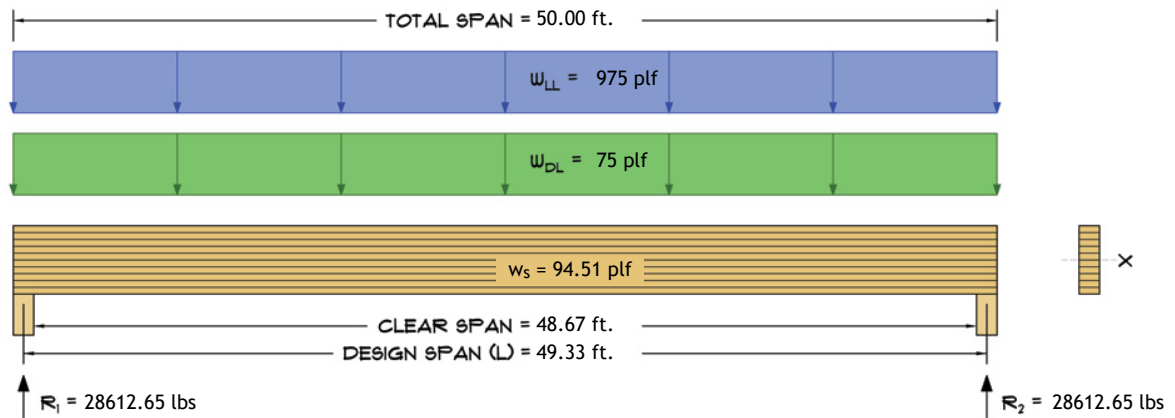 TOTAL SPAN = 50.00 ft.
wLL = 975 plf
wDL = 75 plf
ws = 94.51 plf
X
CLEAR SPAN = 48.67 ft.
DESIGN SPAN (L) = 49.33 ft.
R1 = 28612.65 lbs
R2 = 28612.65 lbs